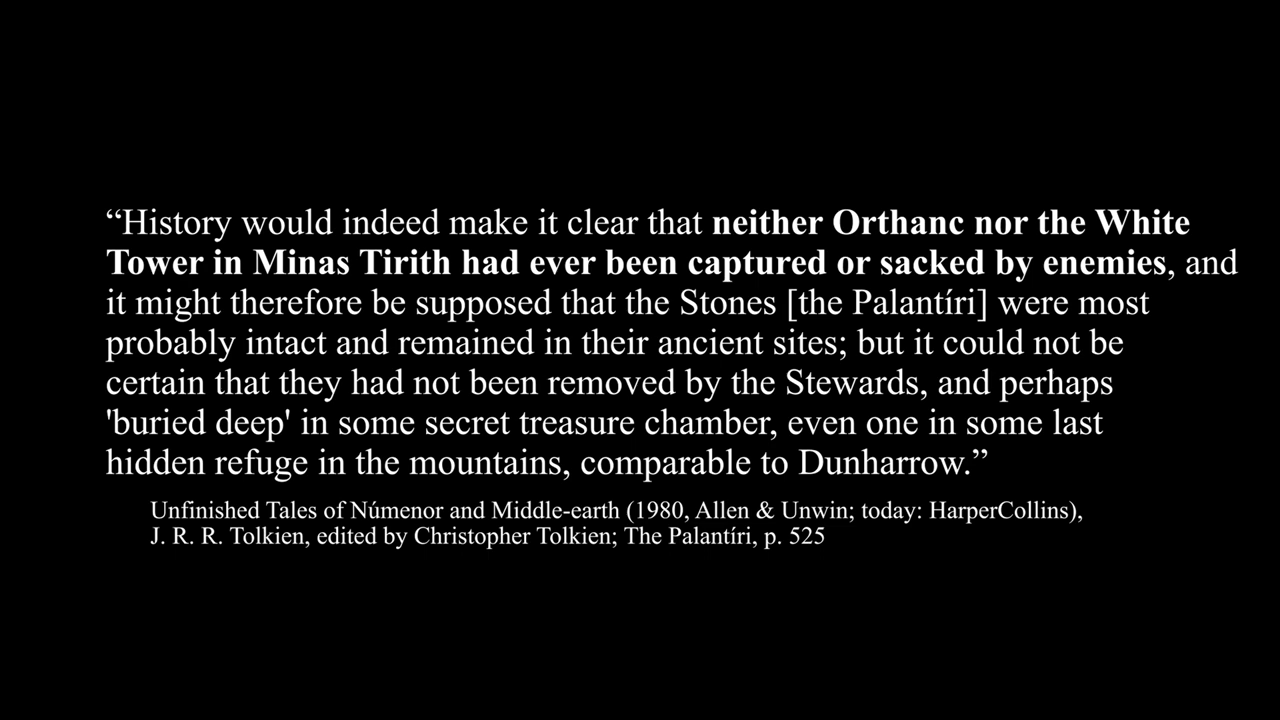 “History would indeed make it clear that neither Orthanc nor the White
Tower in Minas Tirith had ever been captured or sacked by enemies, and
it might therefore be supposed that the Stones [the Palantíri] were most
probably intact and remained in their ancient sites; but it could not be
certain that they had not been removed by the Stewards, and perhaps
'buried deep' in some secret treasure chamber, even one in some last
hidden refuge in the mountains, comparable to Dunharrow.”
Unfinished Tales of Númenor and Middle-earth (1980, Allen & Unwin; today: HarperCollins),
J. R. R. Tolkien, edited by Christopher Tolkien; The Palantíri, p. 525